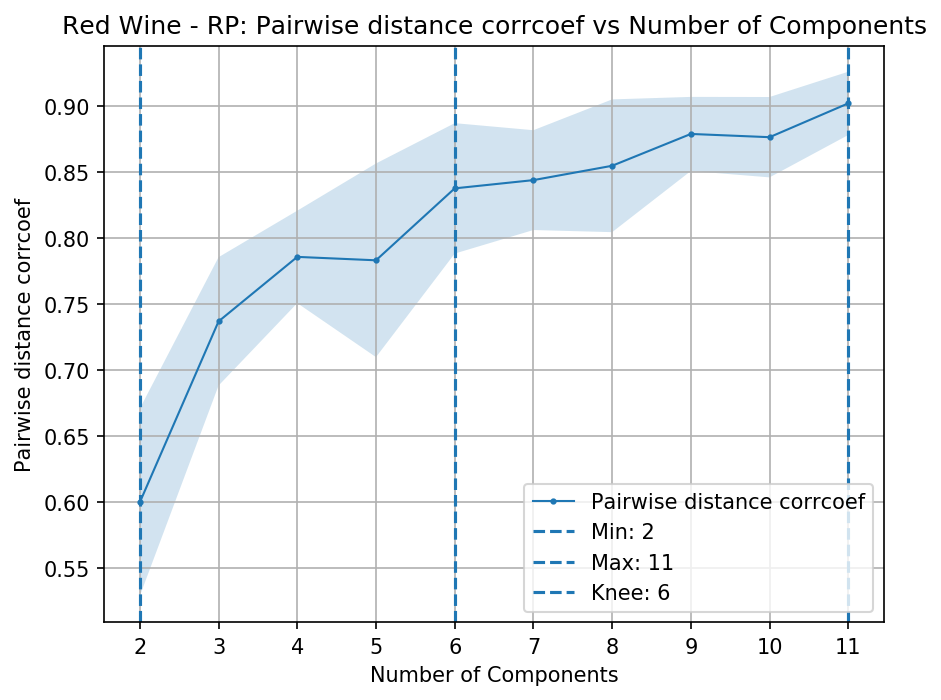 Red Wine - RP: Pairwise distance corrcoef vs Number of Components
Pairwise distance corrcoef
0.90
0.85
0.80
0.75
0.70
0.65
0.60
0.55
Pairwise distance corrcoef
Min: 2
Max: 11
Knee: 6
2 3 4 5 6 7 8 9 10 11
Number of Components